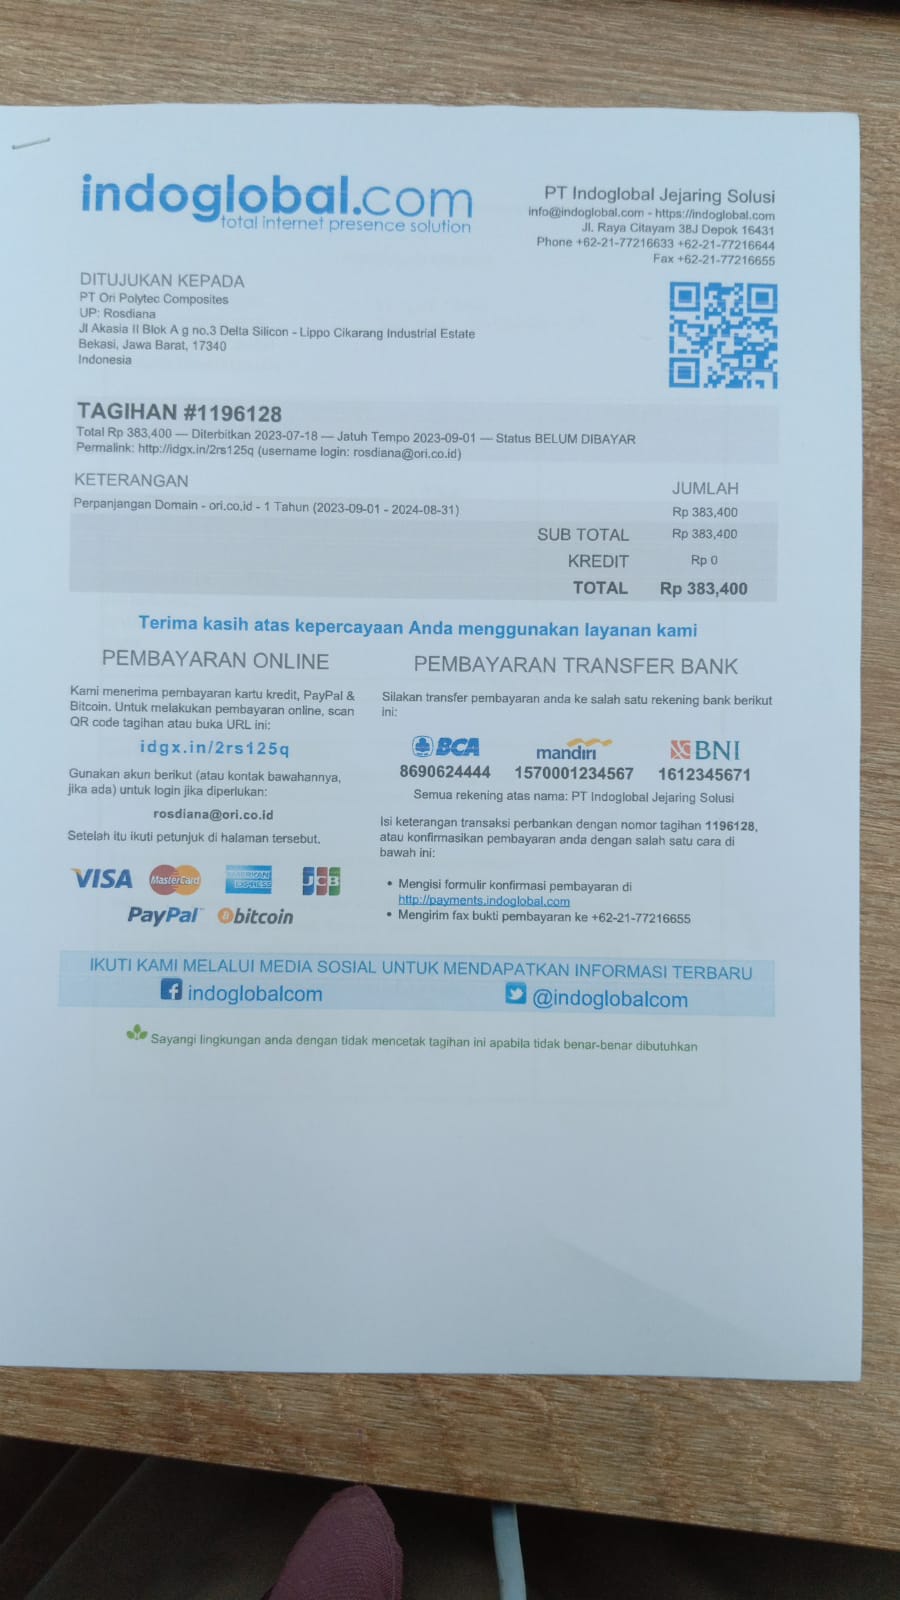 indoglobal.com
total internet presence solution
PT Indoglobal Jejaring Solusi
info@indoglobal.com - https://indoglobal.com
Jl. Raya Citayam 38J Depok 16431
Phone +62-21-77216633 +62-21-77216644
Fax +62-21-77216655
DITUJUKAN KEPADA
PT Ori Polytec Composites
UP: Rosdiana
Jl Akasia II Blok A g no.3 Delta Silicon - Lippo Cikarang Industrial Estate
Bekasi, Jawa Barat, 17340
Indonesia
TAGIHAN #1196128
Total Rp 383,400 — Diterbitkan 2023-07-18 — Jatuh Tempo 2023-09-01 — Status BELUM DIBAYAR
Permalink: http://idgx.in/2rs125q (username login: rosdiana@ori.co.id)
KETERANGAN
JUMLAH
Perpanjangan Domain - ori.co.id - 1 Tahun (2023-09-01 - 2024-08-31)
Rp 383,400
SUB TOTAL Rp 383,400
KREDIT Rp 0
TOTAL Rp 383,400
Terima kasih atas kepercayaan Anda menggunakan layanan kami
PEMBAYARAN ONLINE
Kami menerima pembayaran kartu kredit, PayPal &
Bitcoin. Untuk melakukan pembayaran online, scan
QR code tagihan atau buka URL ini:
idgx.in/2rs125q
Gunakan akun berikut (atau kontak bawahannya,
jika ada) untuk login jika diperlukan:
rosdiana@ori.co.id
Setelah itu ikuti petunjuk di halaman tersebut.
VISA MasterCard AMERICAN EXPRESS JCB
PayPal bitcoin
PEMBAYARAN TRANSFER BANK
Silakan transfer pembayaran anda ke salah satu rekening bank berikut
ini:
BCA mandiri BNI
8690624444 1570001234567 1612345671
Semua rekening atas nama: PT Indoglobal Jejaring Solusi
Isi keterangan transaksi perbankan dengan nomor tagihan 1196128,
atau konfirmasikan pembayaran anda dengan salah satu cara di
bawah ini:
• Mengisi formulir konfirmasi pembayaran di
http://payments.indoglobal.com
• Mengirim fax bukti pembayaran ke +62-21-77216655
IKUTI KAMI MELALUI MEDIA SOSIAL UNTUK MENDAPATKAN INFORMASI TERBARU
indoglobalcom @indoglobalcom
Sayangi lingkungan anda dengan tidak mencetak tagihan ini apabila tidak benar-benar dibutuhkan